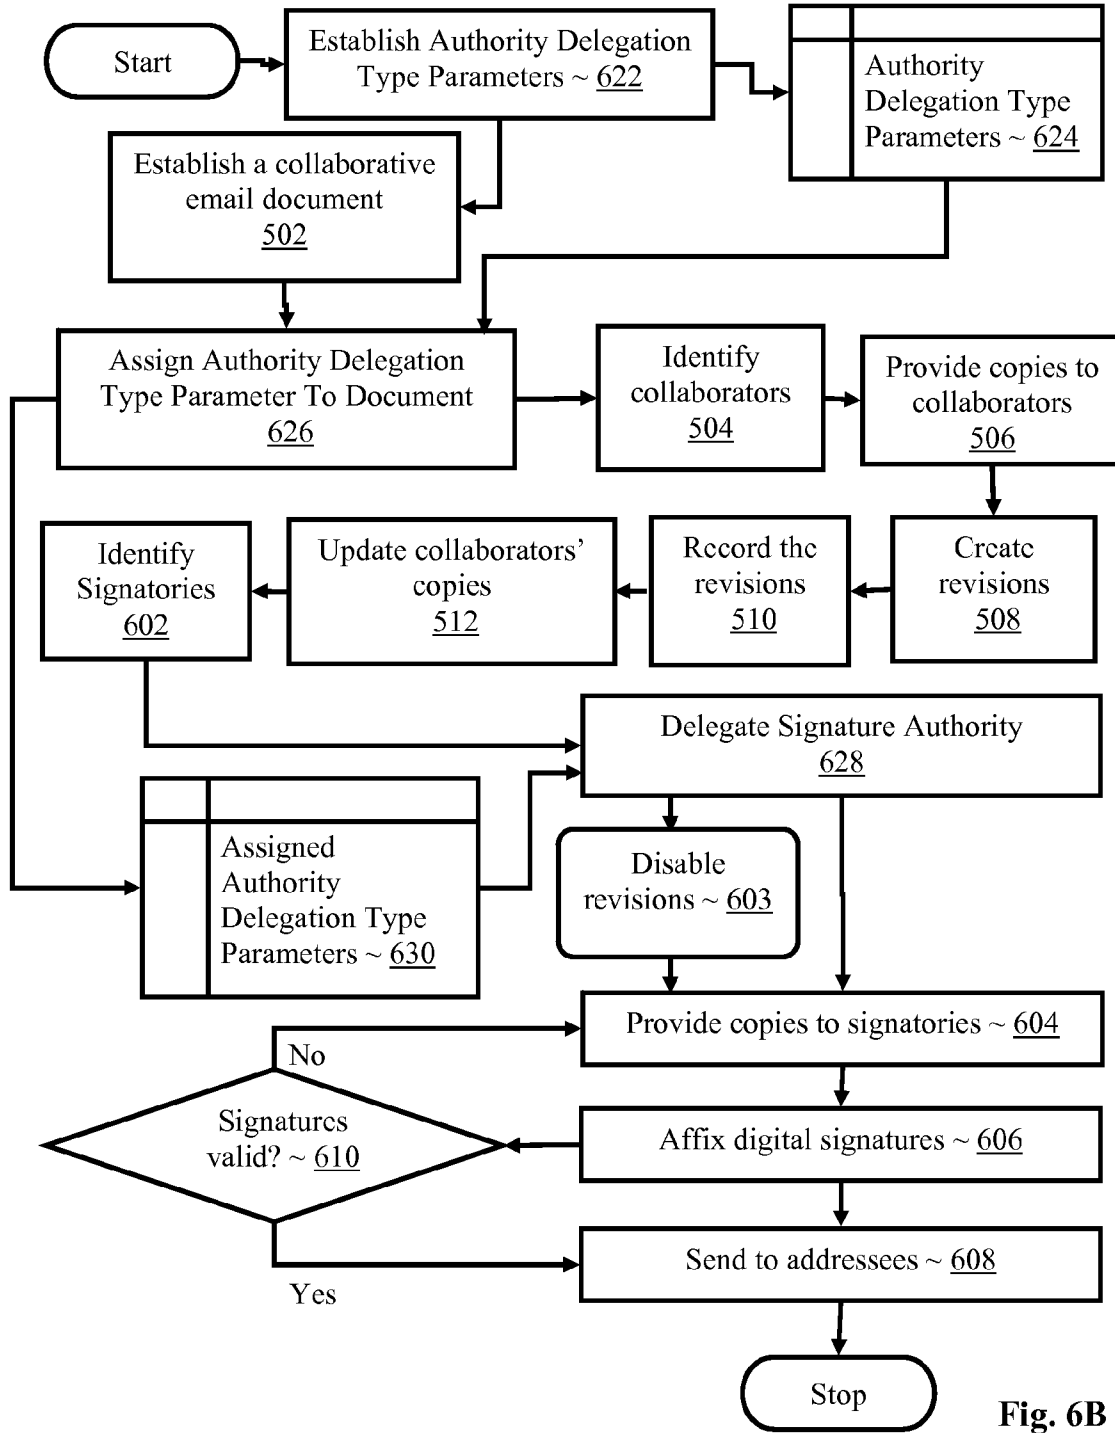 Start
Establish Authority Delegation
Type Parameters ~ 622
Authority
Delegation Type
Parameters ~ 624
Establish a collaborative
email document
502
Assign Authority Delegation
Type Parameter To Document
626
Identify
collaborators
504
Provide copies to
collaborators
506
Identify
Signatories
602
Update collaborators’
copies
512
Record the
revisions
510
Create
revisions
508
Delegate Signature Authority
628
Assigned
Authority
Delegation Type
Parameters ~ 630
Disable
revisions ~ 603
Provide copies to signatories ~ 604
No
Signatures
valid? ~ 610
Affix digital signatures ~ 606
Send to addressees ~ 608
Yes
Stop
Fig. 6B